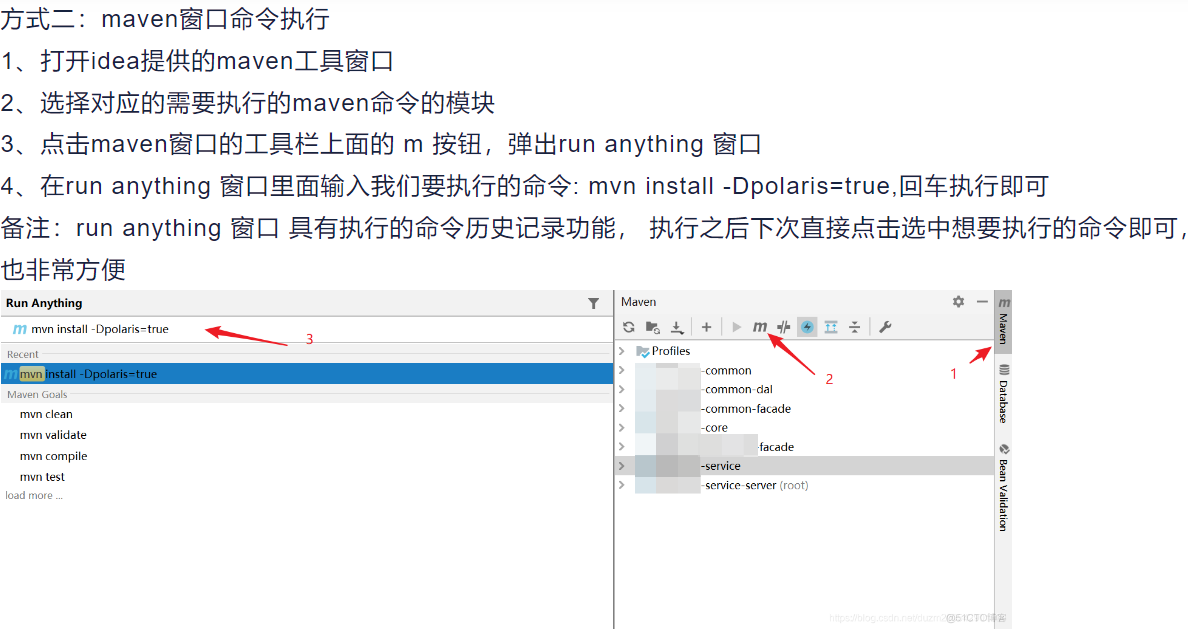 方式二：maven窗口命令执行
1、打开idea提供的maven工具窗口
2、选择对应的需要执行的maven命令的模块
3、点击maven窗口的工具栏上面的 m 按钮，弹出run anything 窗口
4、在run anything 窗口里面输入我们要执行的命令: mvn install -Dpolaris=true,回车执行即可
备注：run anything 窗口 具有执行的命令历史记录功能， 执行之后下次直接点击选中想要执行的命令即可，
也非常方便
Run Anything
m mvn install -Dpolaris=true
3
Recent
m mvn install -Dpolaris=true
Maven Goals
mvn clean
mvn validate
mvn compile
mvn test
load more ...
Maven
m
2
1
Profiles
-common
-common-dal
-common-facade
-core
-facade
-service
-service-server (root)
m
Maven
Database
Bean Validation
@51CTO博客